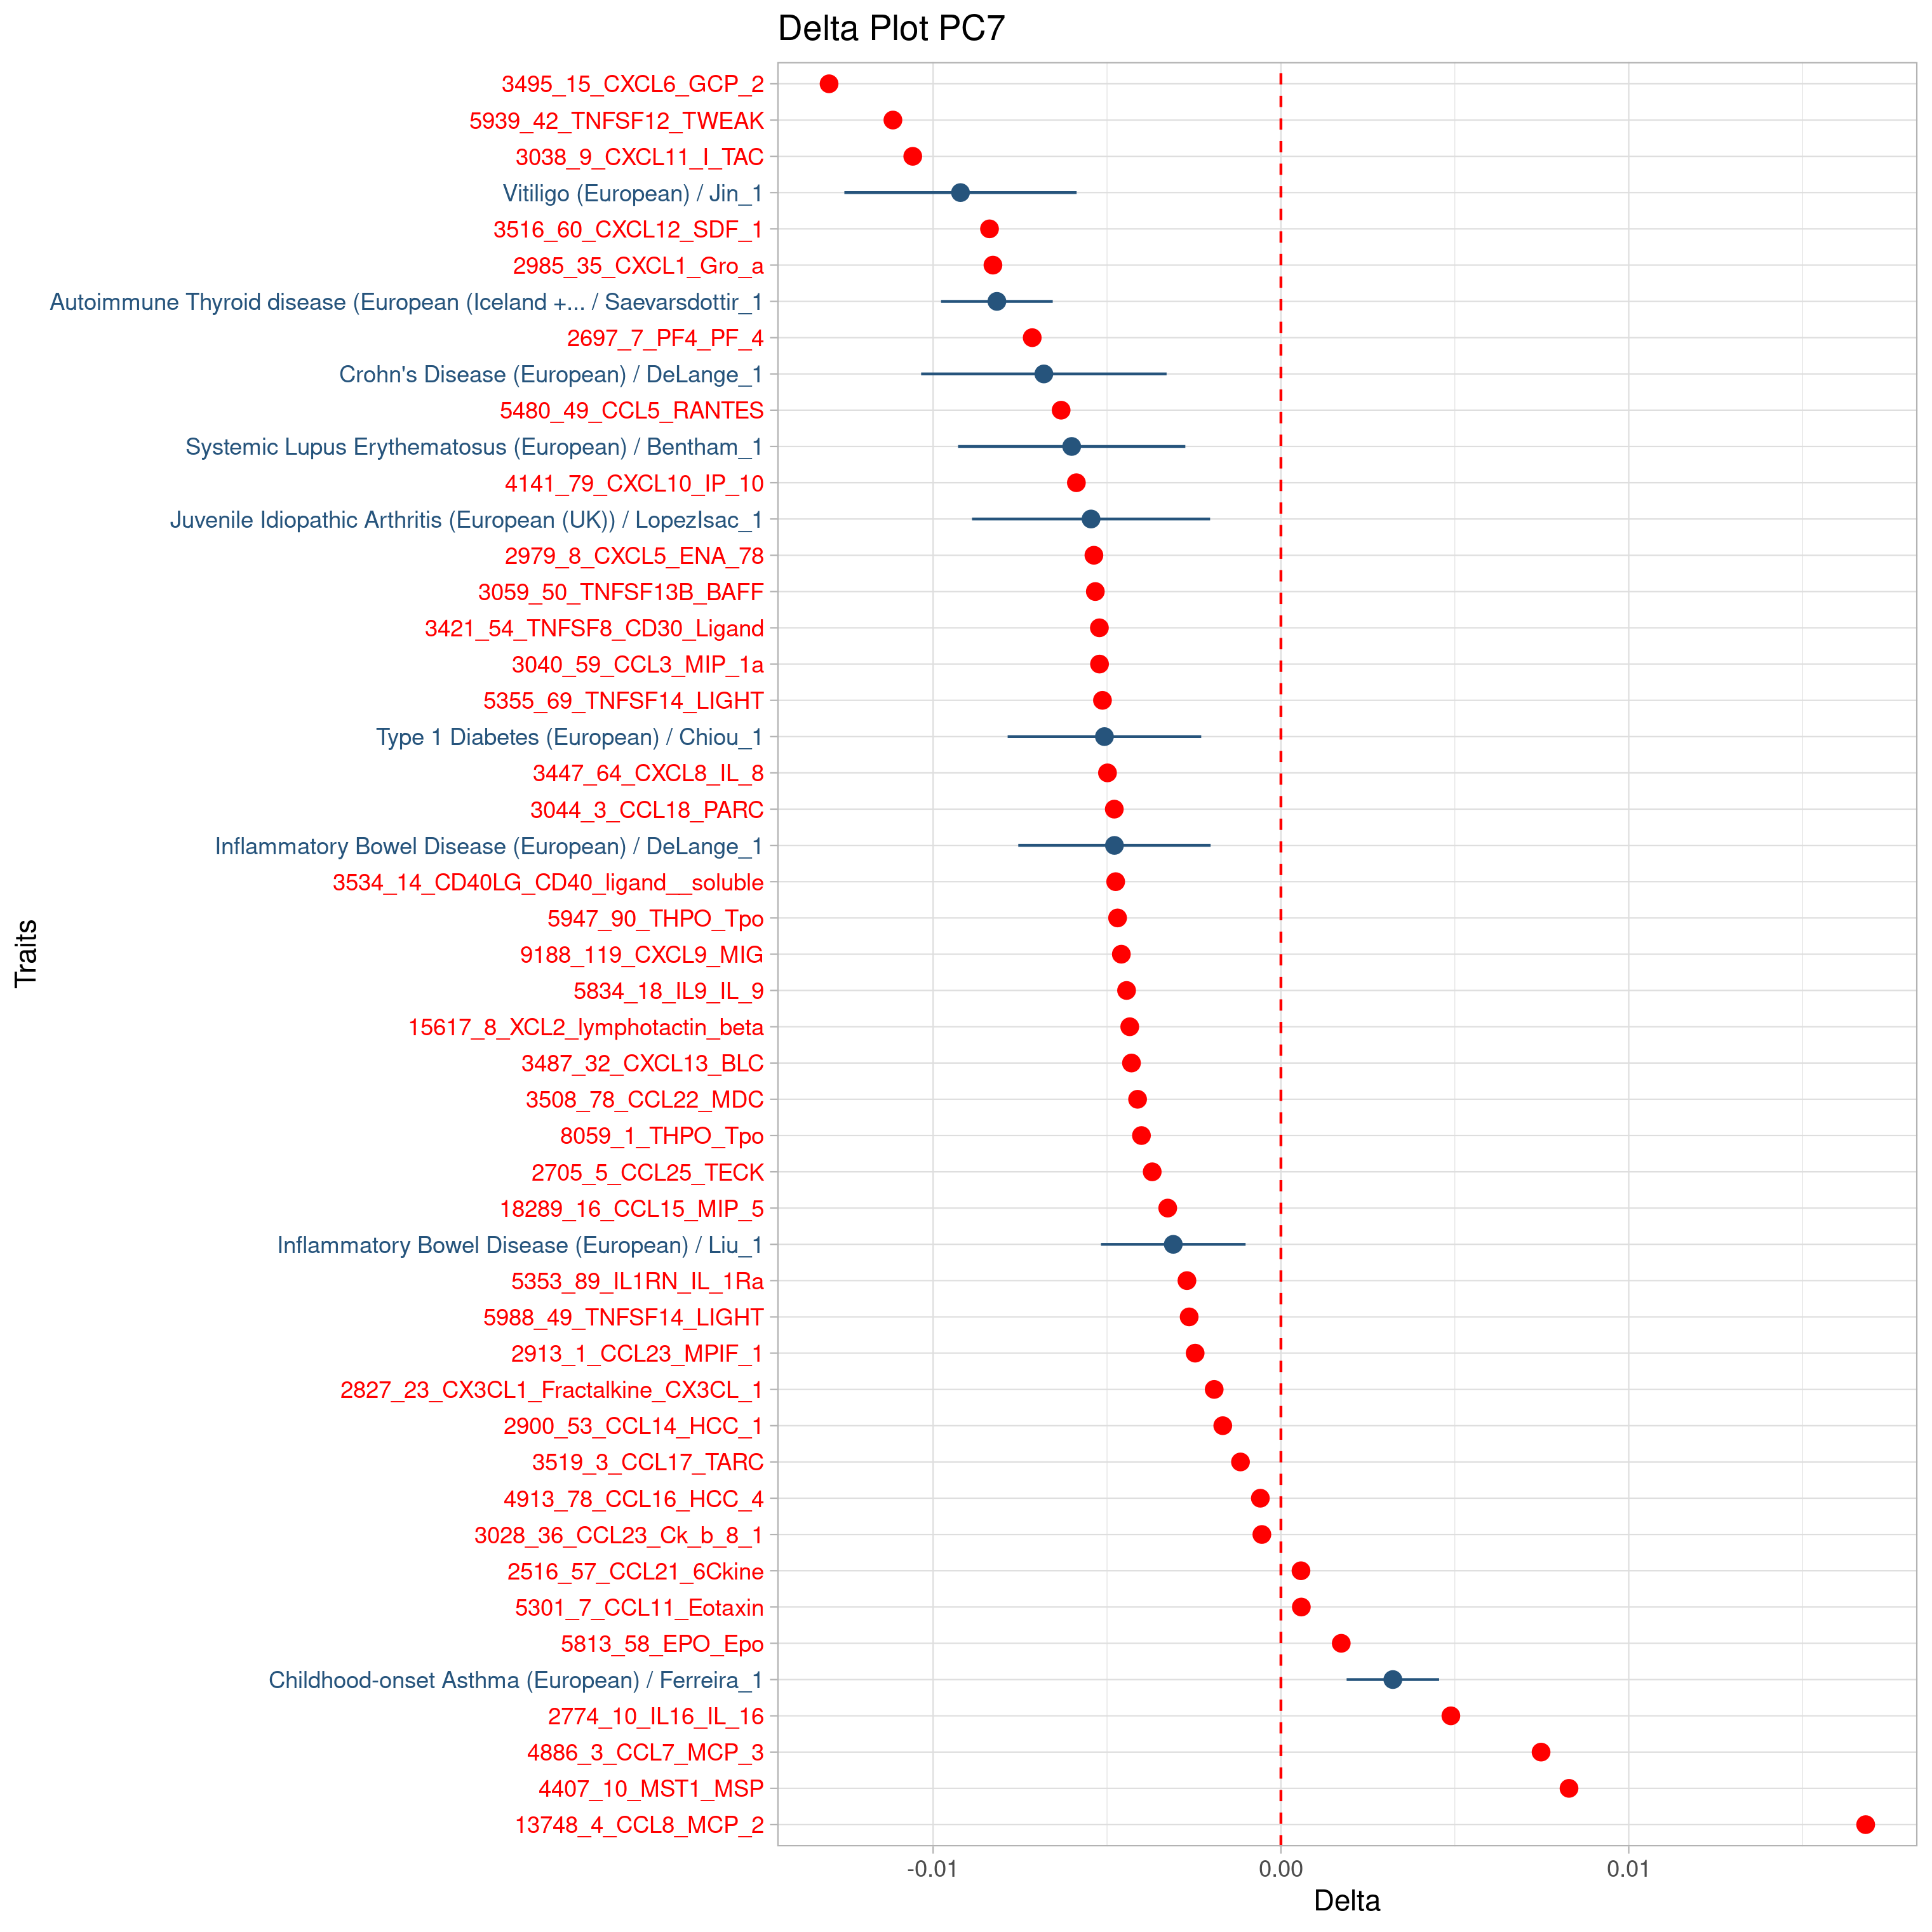 Delta Plot PC7
3495_15_CXCL6_GCP_2
5939_42_TNFSF12_TWEAK
3038_9_CXCL11_I_TAC
Vitiligo (European) / Jin_1
3516_60_CXCL12_SDF_1
2985_35_CXCL1_Gro_a
Autoimmune Thyroid disease (European (Iceland +... / Saevarsdottir_1
2697_7_PF4_PF_4
Crohn's Disease (European) / DeLange_1
5480_49_CCL5_RANTES
Systemic Lupus Erythematosus (European) / Bentham_1
4141_79_CXCL10_IP_10
Juvenile Idiopathic Arthritis (European (UK)) / LopezIsac_1
2979_8_CXCL5_ENA_78
3059_50_TNFSF13B_BAFF
3421_54_TNFSF8_CD30_Ligand
3040_59_CCL3_MIP_1a
5355_69_TNFSF14_LIGHT
Type 1 Diabetes (European) / Chiou_1
3447_64_CXCL8_IL_8
3044_3_CCL18_PARC
Inflammatory Bowel Disease (European) / DeLange_1
3534_14_CD40LG_CD40_ligand__soluble
5947_90_THPO_Tpo
9188_119_CXCL9_MIG
5834_18_IL9_IL_9
15617_8_XCL2_lymphotactin_beta
3487_32_CXCL13_BLC
3508_78_CCL22_MDC
8059_1_THPO_Tpo
2705_5_CCL25_TECK
18289_16_CCL15_MIP_5
Inflammatory Bowel Disease (European) / Liu_1
5353_89_IL1RN_IL_1Ra
5988_49_TNFSF14_LIGHT
2913_1_CCL23_MPIF_1
2827_23_CX3CL1_Fractalkine_CX3CL_1
2900_53_CCL14_HCC_1
3519_3_CCL17_TARC
4913_78_CCL16_HCC_4
3028_36_CCL23_Ck_b_8_1
2516_57_CCL21_6Ckine
5301_7_CCL11_Eotaxin
5813_58_EPO_Epo
Childhood-onset Asthma (European) / Ferreira_1
2774_10_IL16_IL_16
4886_3_CCL7_MCP_3
4407_10_MST1_MSP
13748_4_CCL8_MCP_2
Traits
-0.01 0.00 0.01
Delta